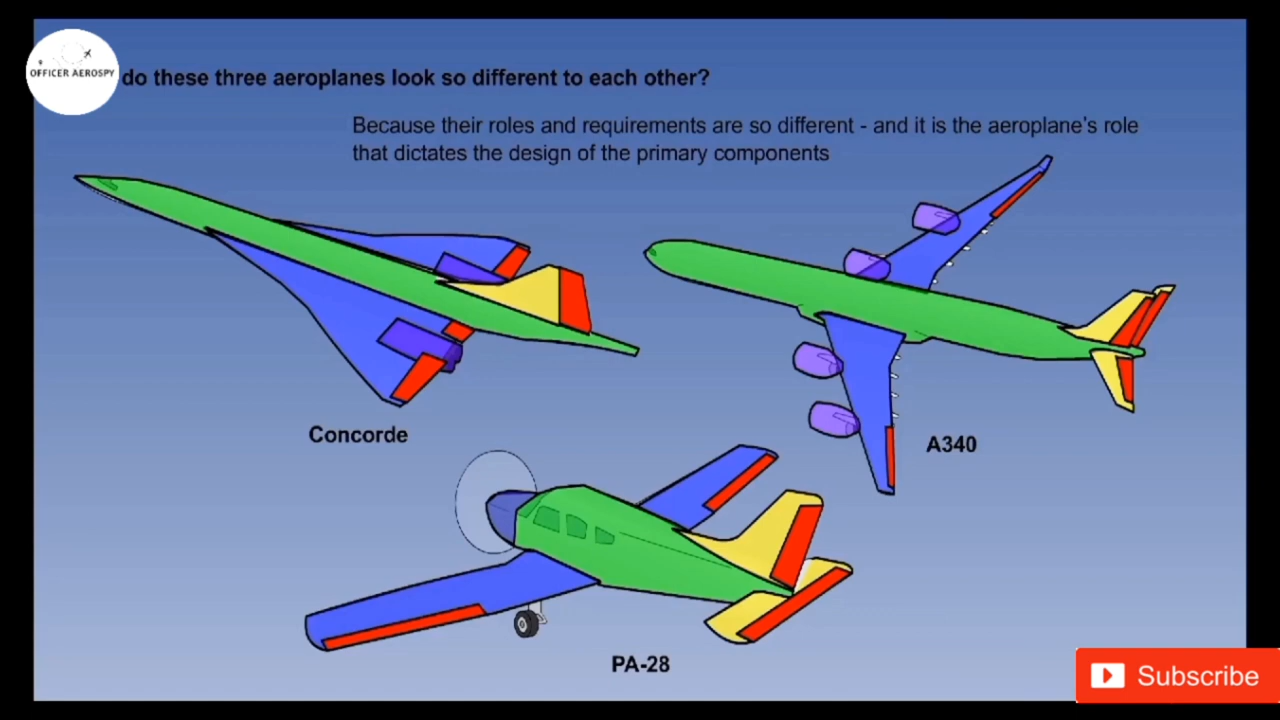 OFFICER AEROSPY
do these three aeroplanes look so different to each other?
Because their roles and requirements are so different - and it is the aeroplane's role
that dictates the design of the primary components
Concorde
A340
PA-28
Subscribe